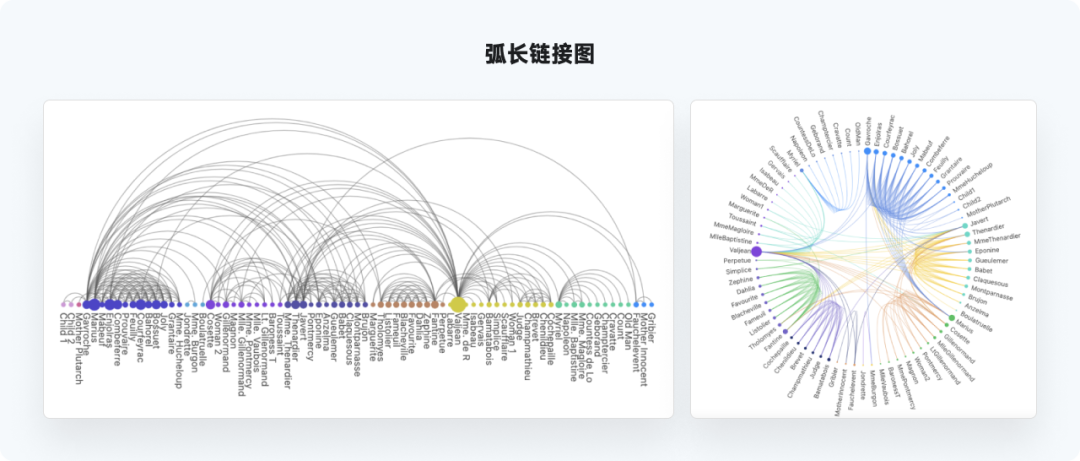 弧长链接图
Child 1
Child 2
Mother Plutarch
Gavroche
Marius
Mabeuf
Enjolras
Combeferre
Prouvaire
Feuilly
Courfeyrac
Bahorel
Bossuet
Joly
Grantaire
Mme. Hucheloup
Jondrette
Mme. Burgon
Boulatruelle
Cosette
Woman 2
Gillenormand
Magnon
Mlle. Gillenormand
Mme. Pontmercy
Mlle. Vaubois
Lt. Gillenormand
Baroness T
Toussaint
Mme. Thenardier
Thenardier
Javert
Pontmercy
Eponine
Anzelma
Gueulemer
Babet
Claquesous
Montparnasse
Brujon
Marguerite
Tholomyes
Listolier
Fameuil
Blacheville
Favourite
Dahlia
Zephine
Fantine
Perpetue
Labarre
Valjean
Mme. de R
Isabeau
Gervais
Bamatabois
Simplice
Scaufflaire
Woman 1
Judge
Champmathieu
Brevet
Chenildieu
Cochepaille
Myriel
Napoleon
Mlle. Baptistine
Mme. Magloire
Countess de Lo
Geborand
Champtercier
Cravatte
Count
Old Man
Fauchelevent
Mother Innocent
Gribier
Gavroche
Enjolras
Courfeyrac
Bossuet
Bahorel
Joly
Mabeuf
Combeferre
Feuilly
Grantaire
Prouvaire
MmeHucheloup
Child1
Child2
MotherPlutarch
Javert
Thenardier
MmeThenardier
Eponine
Gueulemer
Babet
Claquesous
Montparnasse
Brujon
Anzelma
Boulatruelle
Marius
Cosette
Gillenormand
MlleGillenormand
LtGillenormand
Pontmercy
Woman2
Magnon
MmePontmercy
BaronessT
MlleVaubois
MmeBurgon
Jondrette
Fauchelevent
MotherInnocent
Gribier
Bamatabois
Judge
Champmathieu
Brevet
Chenildieu
Cochepaille
Fantine
Tholomyes
Listolier
Fameuil
Blacheville
Favourite
Dahlia
Zephine
Simplice
Perpetue
Valjean
MlleBaptistine
MmeMagloire
Toussaint
Marguerite
Woman1
Labarre
MmeDeR
Isabeau
Gervais
Scaufflaire
Myriel
Napoleon
CountessDeLo
Geborand
Champtercier
Cravatte
Count
OldMan